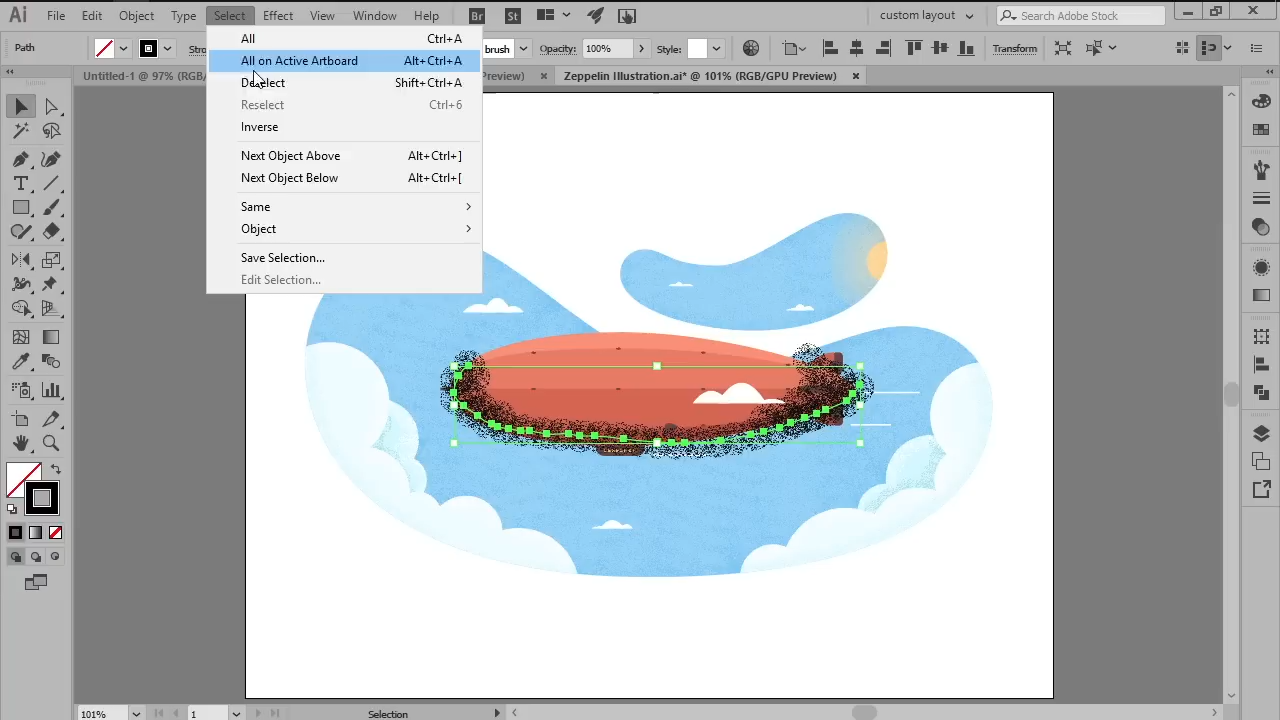 Ai File Edit Object Type Select Effect View Window Help Br St custom layout Search Adobe Stock
Path Stro brush Opacity: 100% Style: Transform
Untitled-1 @ 97% (RGB/ Preview) Zeppelin Illustration.ai* @ 101% (RGB/GPU Preview)
All Ctrl+A
All on Active Artboard Alt+Ctrl+A
Deselect Shift+Ctrl+A
Reselect Ctrl+6
Inverse
Next Object Above Alt+Ctrl+]
Next Object Below Alt+Ctrl+[
Same
Object
Save Selection...
Edit Selection...
101% 1 Selection